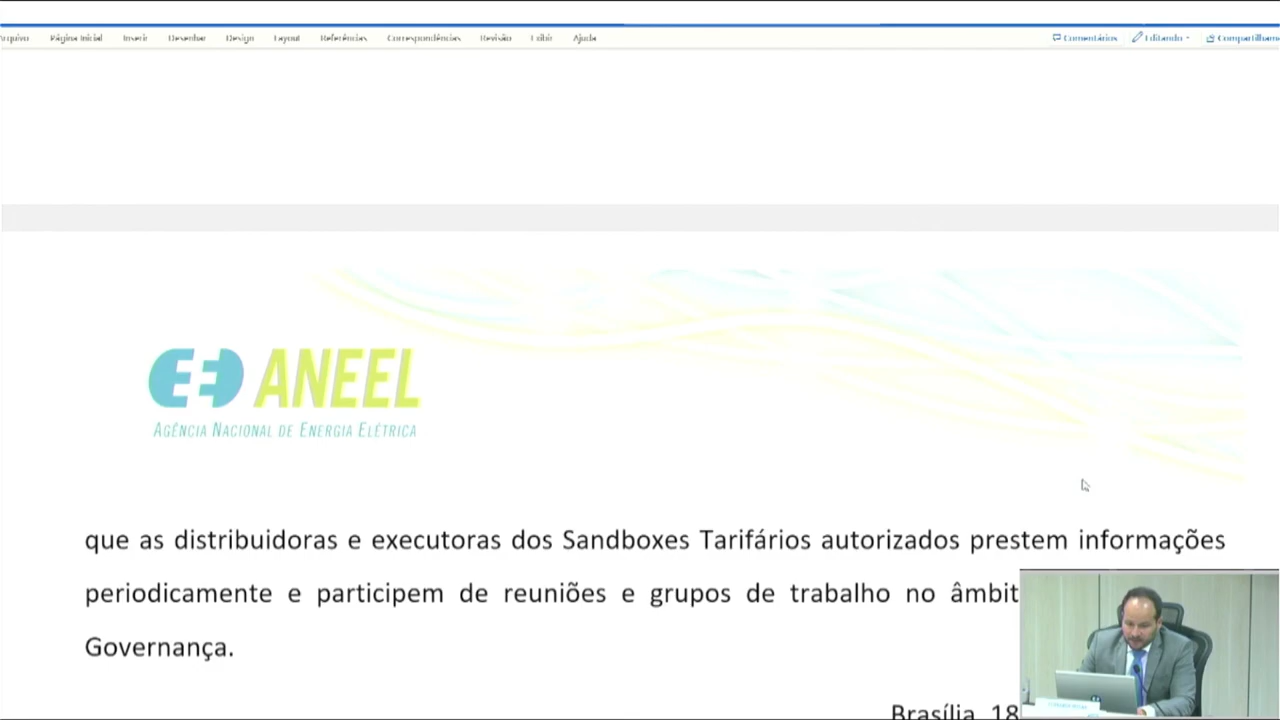 Arquivo Página Inicial Inserir Desenhar Design Layout Referências Correspondências Revisão Exibir Ajuda Comentários Editando
ANEEL
AGÊNCIA NACIONAL DE ENERGIA ELÉTRICA
que as distribuidoras e executoras dos Sandboxes Tarifários autorizados prestem informações
periodicamente e participem de reuniões e grupos de trabalho no âmbit
Governança.
Brasília, 18